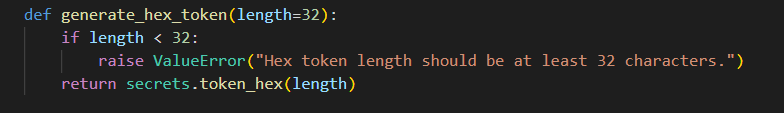 def generate_hex_token(length=32):
    if length < 32:
        raise ValueError("Hex token length should be at least 32 characters.")
    return secrets.token_hex(length)